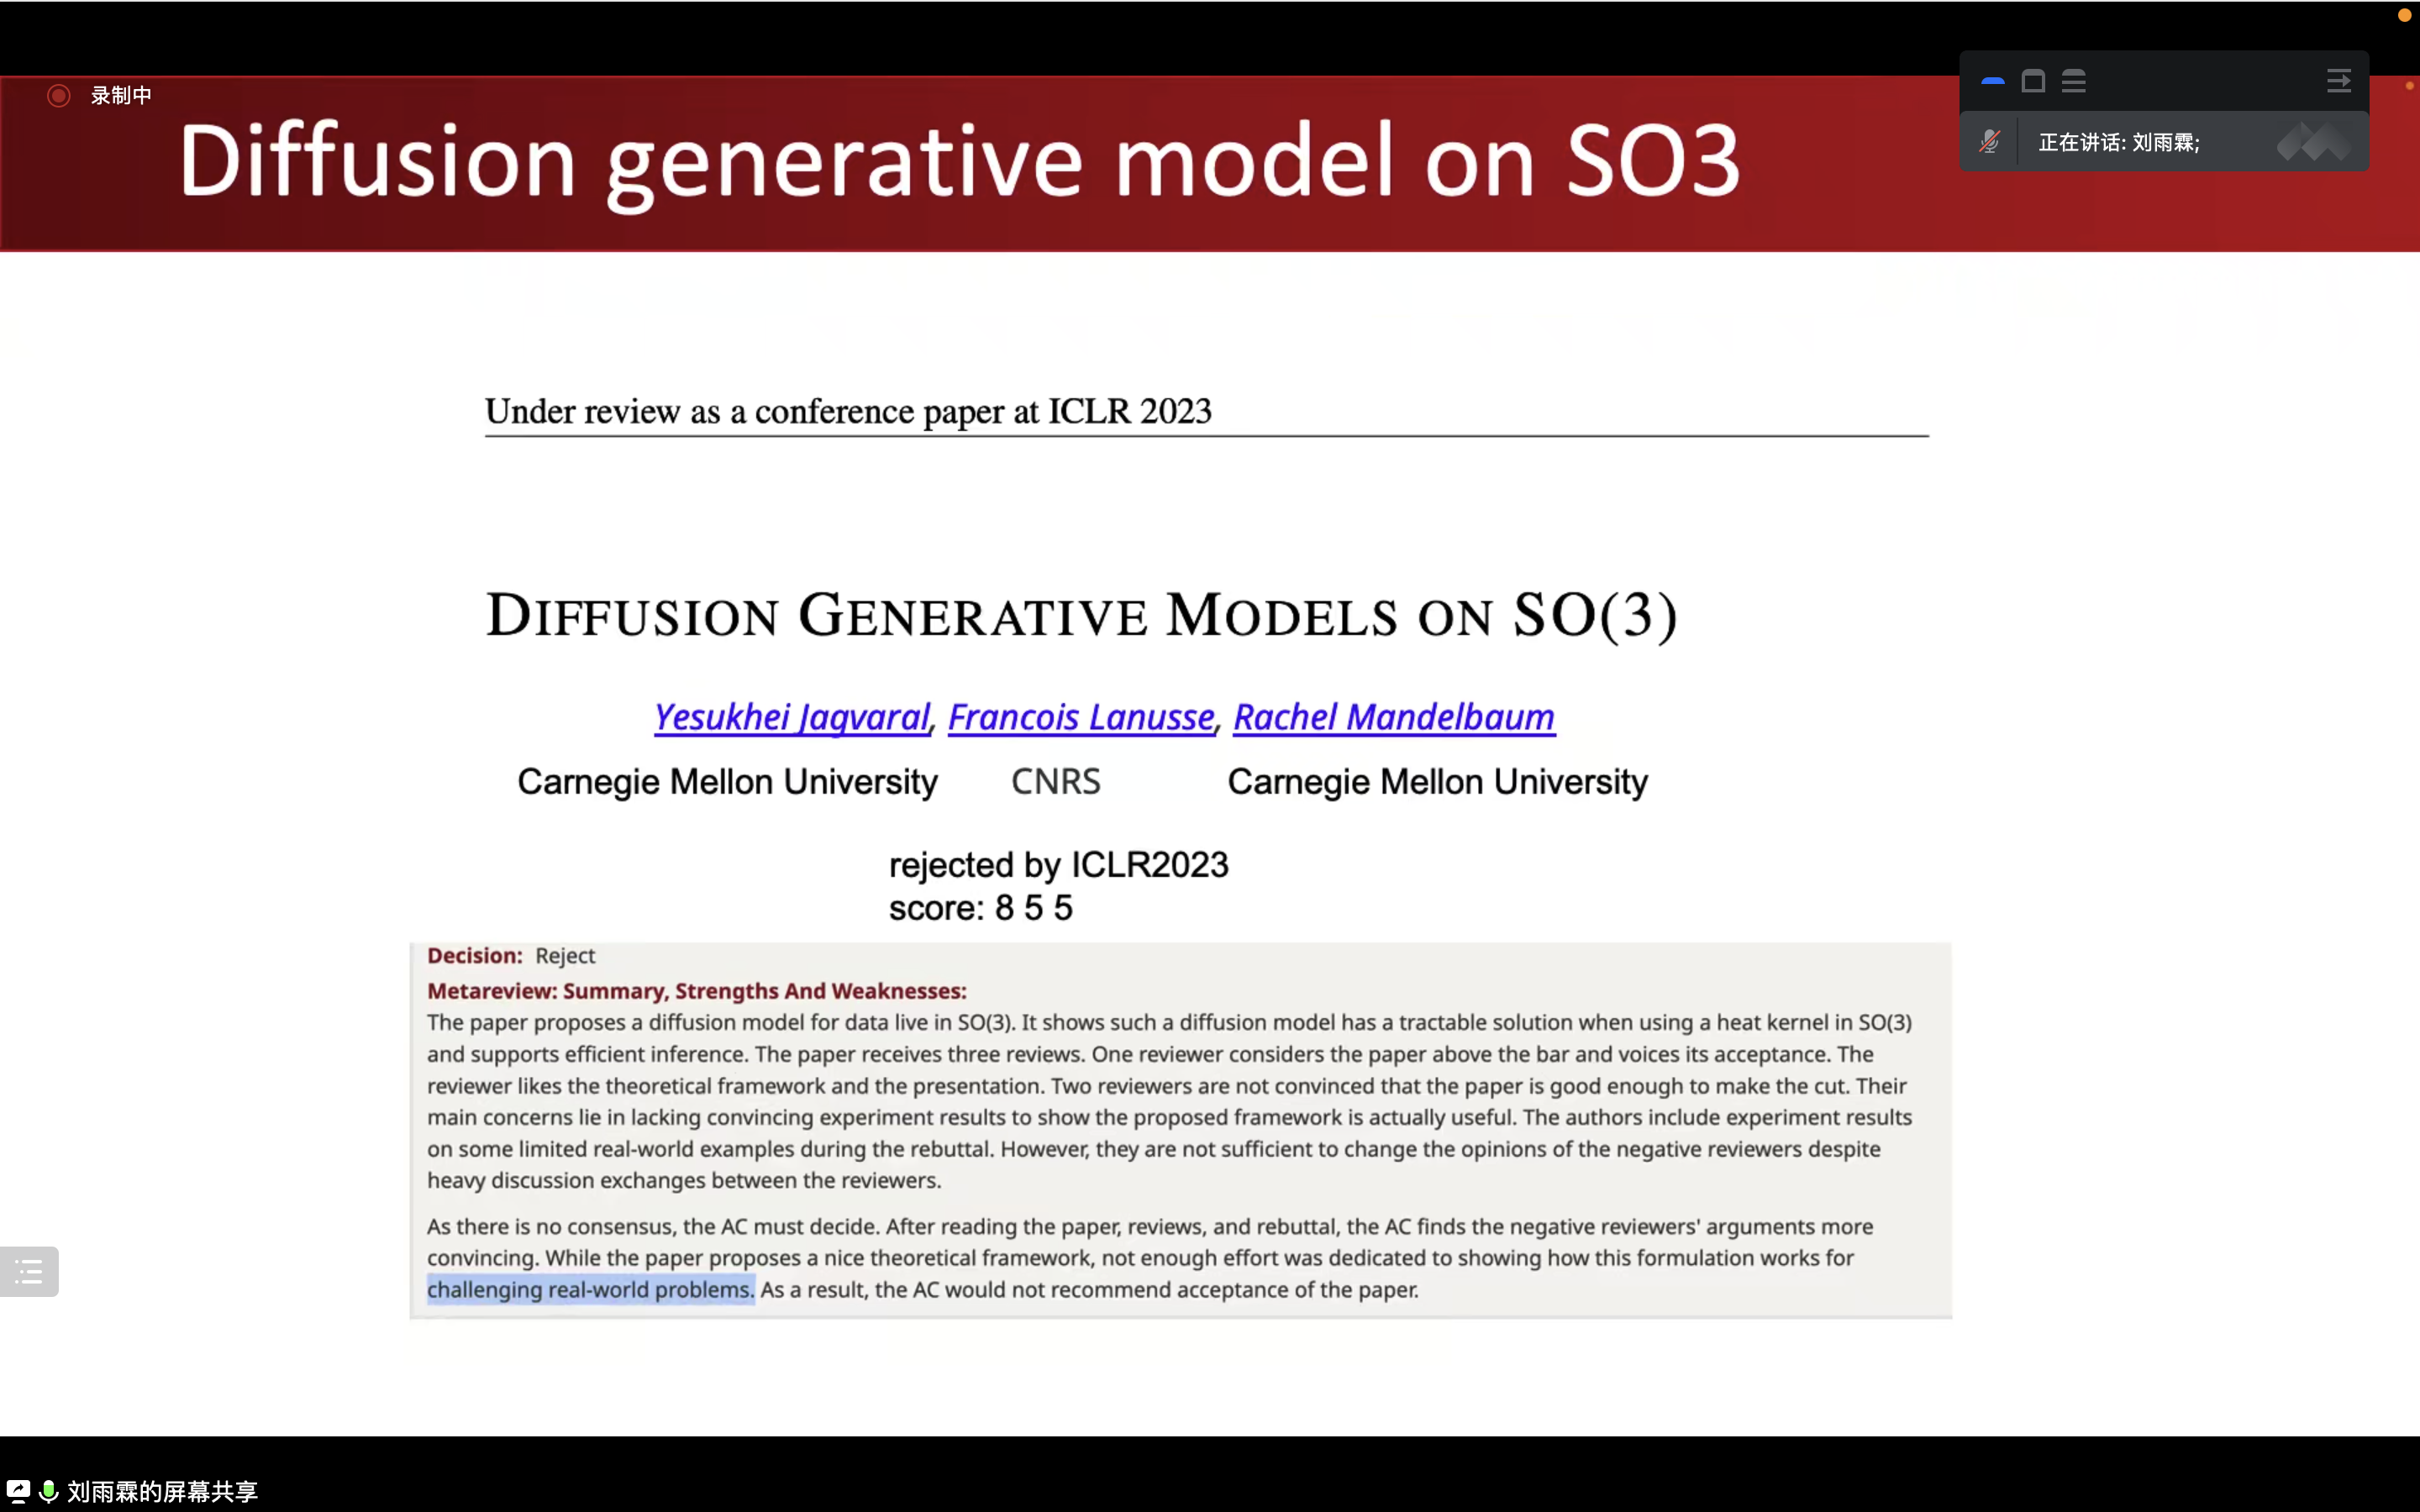 录制中
正在讲话: 刘雨霖;
Diffusion generative model on SO3
Under review as a conference paper at ICLR 2023
DIFFUSION GENERATIVE MODELS ON SO(3)
Yesukhei Jagvaral, Francois Lanusse, Rachel Mandelbaum
Carnegie Mellon University CNRS Carnegie Mellon University
rejected by ICLR2023
score: 8 5 5
Decision: Reject
Metareview: Summary, Strengths And Weaknesses:
The paper proposes a diffusion model for data live in SO(3). It shows such a diffusion model has a tractable solution when using a heat kernel in SO(3)
and supports efficient inference. The paper receives three reviews. One reviewer considers the paper above the bar and voices its acceptance. The
reviewer likes the theoretical framework and the presentation. Two reviewers are not convinced that the paper is good enough to make the cut. Their
main concerns lie in lacking convincing experiment results to show the proposed framework is actually useful. The authors include experiment results
on some limited real-world examples during the rebuttal. However, they are not sufficient to change the opinions of the negative reviewers despite
heavy discussion exchanges between the reviewers.
As there is no consensus, the AC must decide. After reading the paper, reviews, and rebuttal, the AC finds the negative reviewers' arguments more
convincing. While the paper proposes a nice theoretical framework, not enough effort was dedicated to showing how this formulation works for
challenging real-world problems. As a result, the AC would not recommend acceptance of the paper.
刘雨霖的屏幕共享